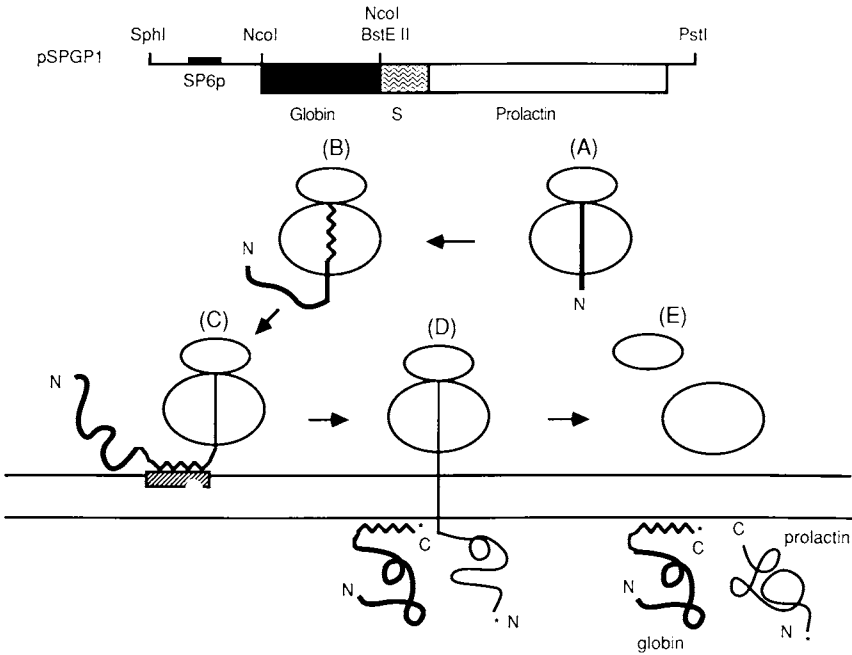 NcoI
SphI NcoI BstE II PstI
pSPGP1
SP6p
Globin S Prolactin
(B) (A)
N
N
(C) (D) (E)
N
C C prolactin
N N N
globin